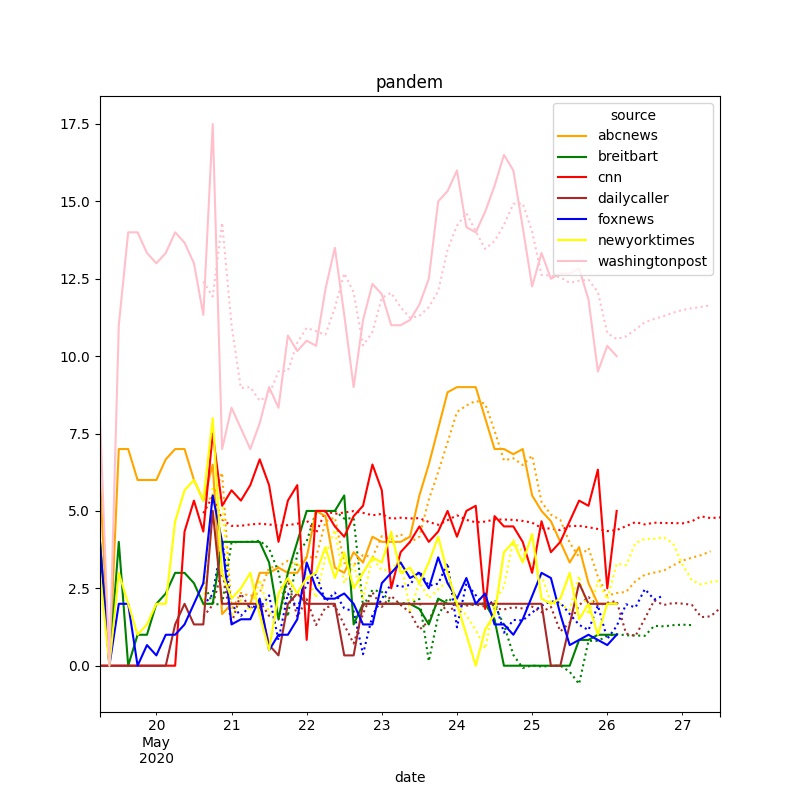 pandem
source
abcnews
breitbart
cnn
dailycaller
foxnews
newyorktimes
washingtonpost
17.5
15.0
12.5
10.0
7.5
5.0
2.5
0.0
20 21 22 23 24 25 26 27
May
2020
date